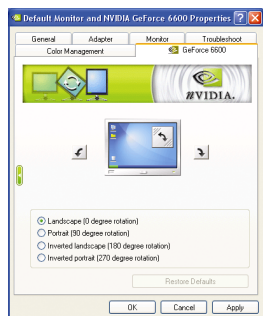 Default Monitor and NVIDIA GeForce 6600 Properties
General Adapter Monitor Troubleshoot
Color Management GeForce 6600
NVIDIA.
Landscape (0 degree rotation)
Portrait (90 degree rotation)
Inverted landscape (180 degree rotation)
Inverted portrait (270 degree rotation)
Restore Defaults
OK Cancel Apply